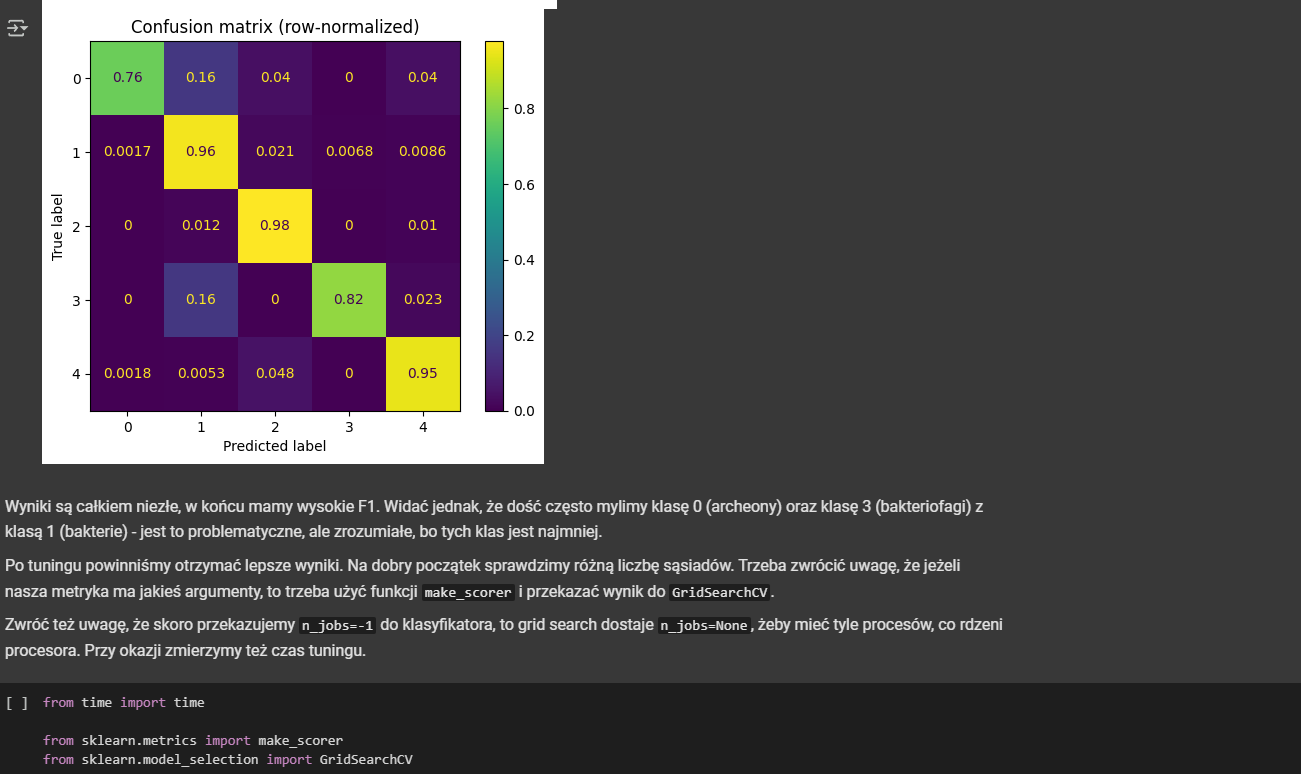 Confusion matrix (row-normalized)
0 0.76 0.16 0.04 0 0.04
1 0.0017 0.96 0.021 0.0068 0.0086
2 0 0.012 0.98 0 0.01
3 0 0.16 0 0.82 0.023
4 0.0018 0.0053 0.048 0 0.95
0 1 2 3 4
Predicted label
True label
0.8
0.6
0.4
0.2
0.0
Wyniki są całkiem niezłe, w końcu mamy wysokie F1. Widać jednak, że dość często mylimy klasę 0 (archeony) oraz klasę 3 (bakteriofagi) z
klasą 1 (bakterie) - jest to problematyczne, ale zrozumiałe, bo tych klas jest najmniej.
Po tuningu powinniśmy otrzymać lepsze wyniki. Na dobry początek sprawdzimy różną liczbę sąsiadów. Trzeba zwrócić uwagę, że jeżeli
nasza metryka ma jakieś argumenty, to trzeba użyć funkcji make_scorer i przekazać wynik do GridSearchCV.
Zwróć też uwagę, że skoro przekazujemy n_jobs=-1 do klasyfikatora, to grid search dostaje n_jobs=None, żeby mieć tyle procesów, co rdzeni
procesora. Przy okazji zmierzymy też czas tuningu.
[ ] from time import time
from sklearn.metrics import make_scorer
from sklearn.model_selection import GridSearchCV